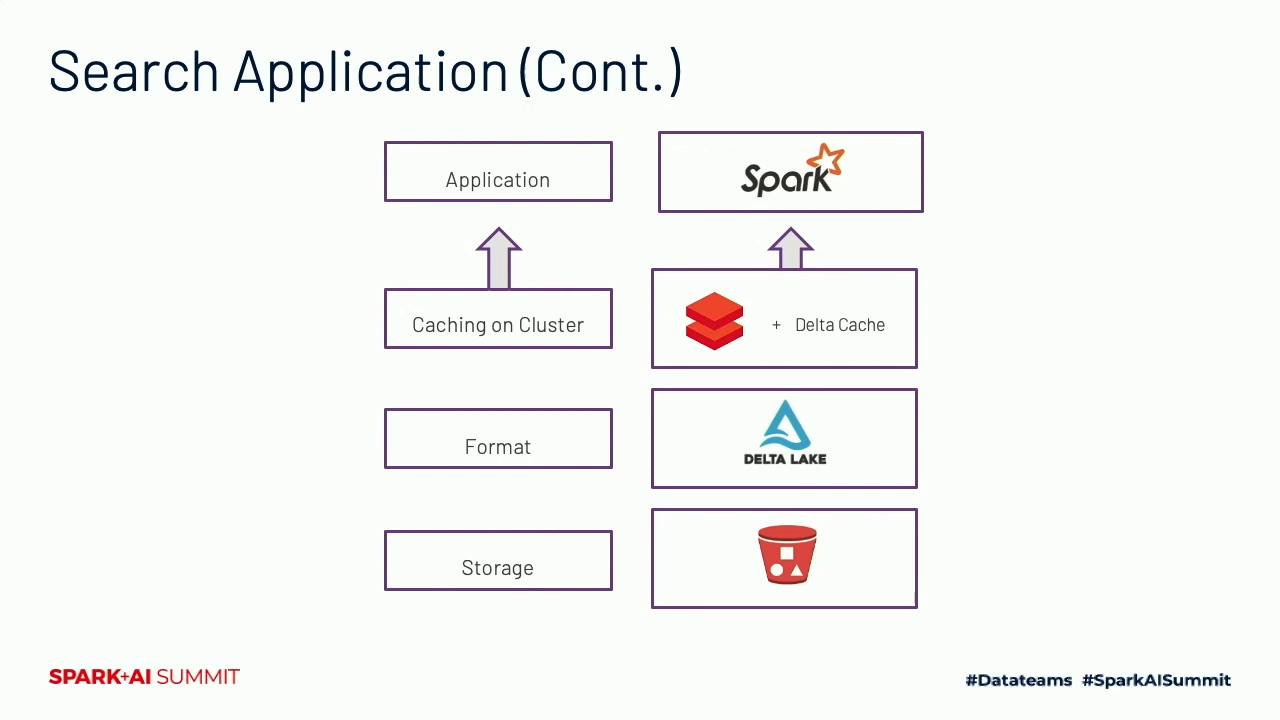 Search Application (Cont.)
Application
Spark
Caching on Cluster
+ Delta Cache
Format
DELTA LAKE
Storage
SPARK+AI SUMMIT
#Datateams #SparkAISummit